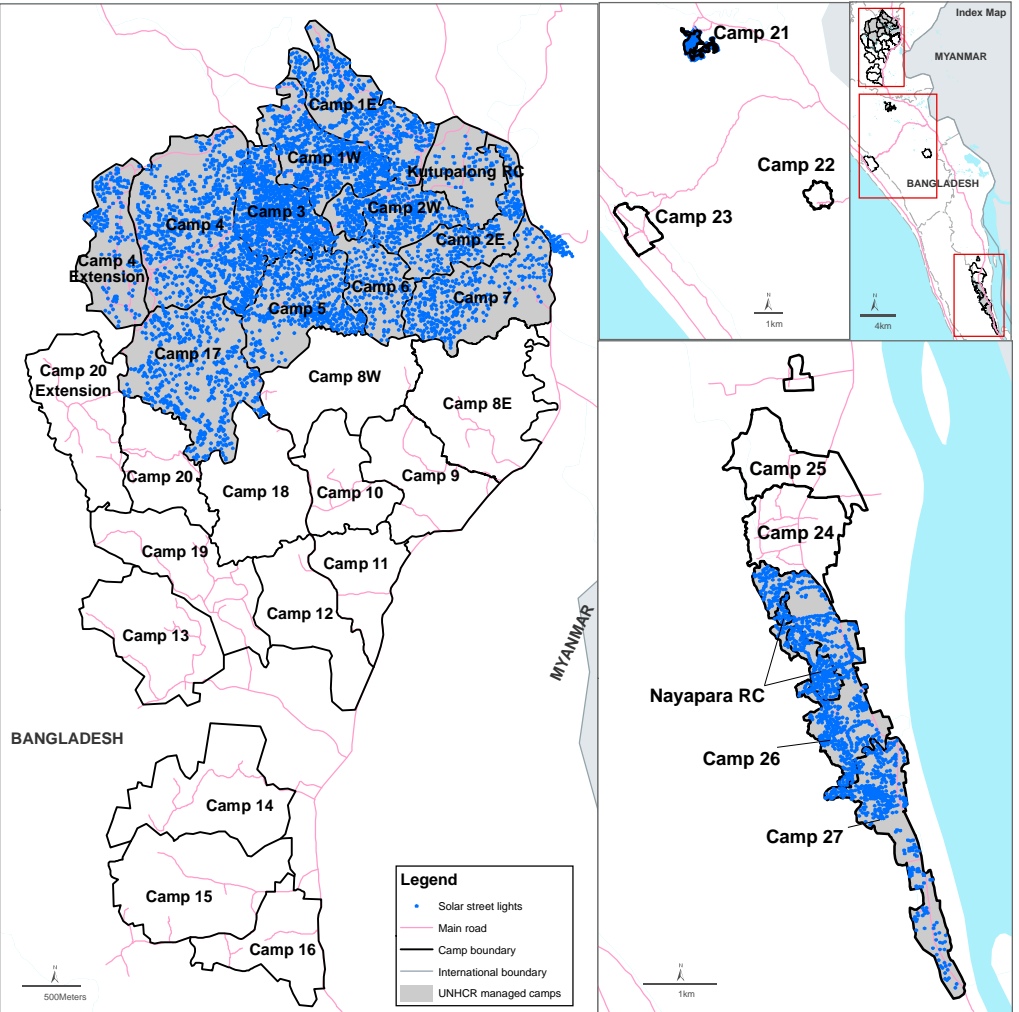 Camp 1E
Camp 1W
Kutupalong RC
Camp 3
Camp 2W
Camp 4
Camp 2E
Camp 4
Extension
Camp 6
Camp 7
Camp 5
Camp 17
Camp 20
Extension
Camp 8W
Camp 8E
Camp 20
Camp 18
Camp 10
Camp 9
Camp 19
Camp 11
Camp 12
Camp 13
MYANMAR
BANGLADESH
Camp 14
Camp 15
Camp 16
N
500Meters
Legend
Solar street lights
Main road
Camp boundary
International boundary
UNHCR managed camps
Camp 21
Camp 22
Camp 23
N
1km
Index Map
MYANMAR
BANGLADESH
N
4km
Camp 25
Camp 24
Nayapara RC
Camp 26
Camp 27
N
1km